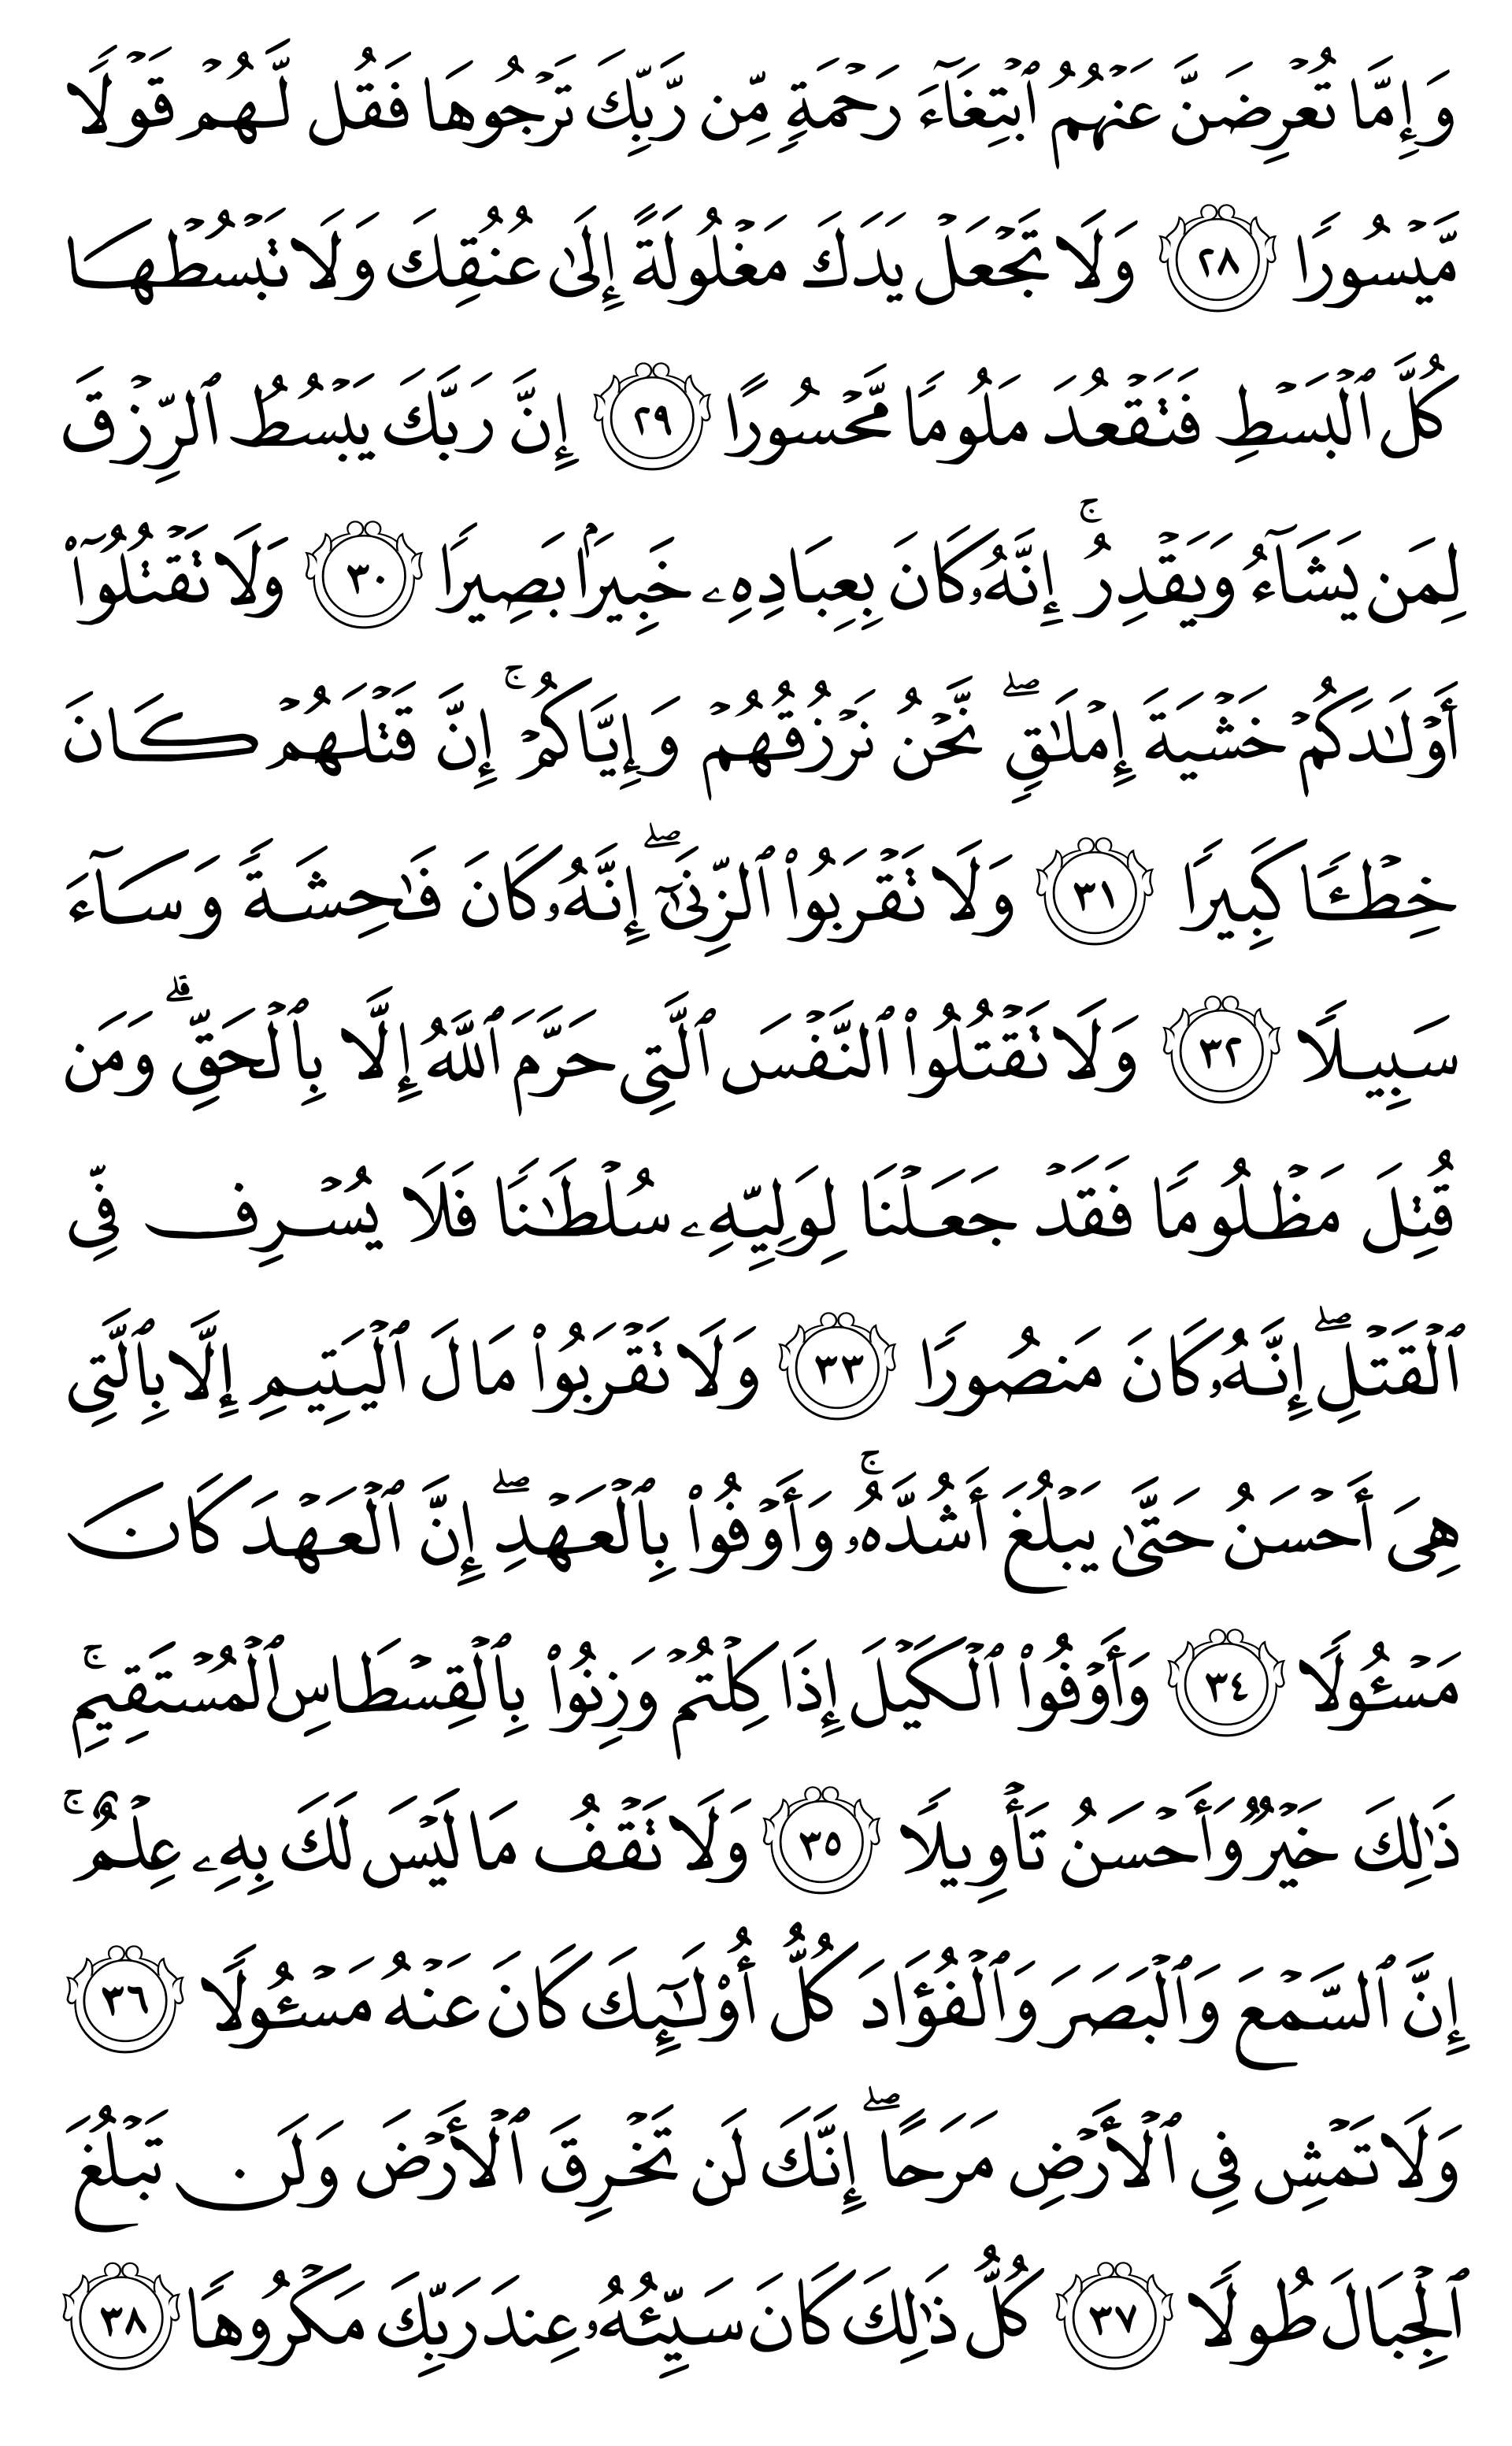 وَإِمَّا تُعۡرِضَنَّ عَنۡهُمُ ٱبۡتِغَآءَ رَحۡمَةٖ مِّن رَّبِّكَ تَرۡجُوهَا فَقُل لَّهُمۡ قَوۡلٗا
مَّيۡسُورٗا ٢٨ وَلَا تَجۡعَلۡ يَدَكَ مَغۡلُولَةً إِلَىٰ عُنُقِكَ وَلَا تَبۡسُطۡهَا
كُلَّ ٱلۡبَسۡطِ فَتَقۡعُدَ مَلُومٗا مَّحۡسُورًا ٢٩ إِنَّ رَبَّكَ يَبۡسُطُ ٱلرِّزۡقَ
لِمَن يَشَآءُ وَيَقۡدِرُۚ إِنَّهُۥ كَانَ بِعِبَادِهِۦ خَبِيرَۢا بَصِيرٗا ٣٠ وَلَا تَقۡتُلُوٓاْ
أَوۡلَٰدَكُمۡ خَشۡيَةَ إِمۡلَٰقٖۖ نَّحۡنُ نَرۡزُقُهُمۡ وَإِيَّاكُمۡۚ إِنَّ قَتۡلَهُمۡ كَانَ
خِطۡـٔٗا كَبِيرٗا ٣١ وَلَا تَقۡرَبُواْ ٱلزِّنَىٰٓۖ إِنَّهُۥ كَانَ فَٰحِشَةٗ وَسَآءَ
سَبِيلٗا ٣٢ وَلَا تَقۡتُلُواْ ٱلنَّفۡسَ ٱلَّتِي حَرَّمَ ٱللَّهُ إِلَّا بِٱلۡحَقِّۗ وَمَن
قُتِلَ مَظۡلُومٗا فَقَدۡ جَعَلۡنَا لِوَلِيِّهِۦ سُلۡطَٰنٗا فَلَا يُسۡرِف فِّي
ٱلۡقَتۡلِۖ إِنَّهُۥ كَانَ مَنصُورٗا ٣٣ وَلَا تَقۡرَبُواْ مَالَ ٱلۡيَتِيمِ إِلَّا بِٱلَّتِي
هِيَ أَحۡسَنُ حَتَّىٰ يَبۡلُغَ أَشُدَّهُۥۚ وَأَوۡفُواْ بِٱلۡعَهۡدِۖ إِنَّ ٱلۡعَهۡدَ كَانَ
مَسۡـُٔولٗا ٣٤ وَأَوۡفُواْ ٱلۡكَيۡلَ إِذَا كِلۡتُمۡ وَزِنُواْ بِٱلۡقِسۡطَاسِ ٱلۡمُسۡتَقِيمِۚ
ذَٰلِكَ خَيۡرٞ وَأَحۡسَنُ تَأۡوِيلٗا ٣٥ وَلَا تَقۡفُ مَا لَيۡسَ لَكَ بِهِۦ عِلۡمٌۚ
إِنَّ ٱلسَّمۡعَ وَٱلۡبَصَرَ وَٱلۡفُؤَادَ كُلُّ أُوْلَٰٓئِكَ كَانَ عَنۡهُ مَسۡـُٔولٗا ٣٦
وَلَا تَمۡشِ فِي ٱلۡأَرۡضِ مَرَحًاۖ إِنَّكَ لَن تَخۡرِقَ ٱلۡأَرۡضَ وَلَن تَبۡلُغَ
ٱلۡجِبَالَ طُولٗا ٣٧ كُلُّ ذَٰلِكَ كَانَ سَيِّئُهُۥ عِندَ رَبِّكَ مَكۡرُوهٗا ٣٨